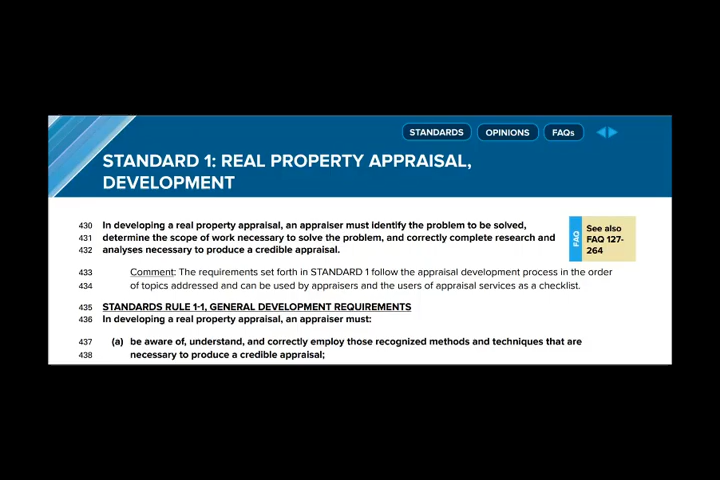 STANDARDS OPINIONS FAQs
STANDARD 1: REAL PROPERTY APPRAISAL,
DEVELOPMENT
430 In developing a real property appraisal, an appraiser must identify the problem to be solved,
431 determine the scope of work necessary to solve the problem, and correctly complete research and
432 analyses necessary to produce a credible appraisal.
FAQ
See also
FAQ 127-
264
433 Comment: The requirements set forth in STANDARD 1 follow the appraisal development process in the order
434 of topics addressed and can be used by appraisers and the users of appraisal services as a checklist.
435 STANDARDS RULE 1-1, GENERAL DEVELOPMENT REQUIREMENTS
436 In developing a real property appraisal, an appraiser must:
437 (a) be aware of, understand, and correctly employ those recognized methods and techniques that are
438 necessary to produce a credible appraisal;